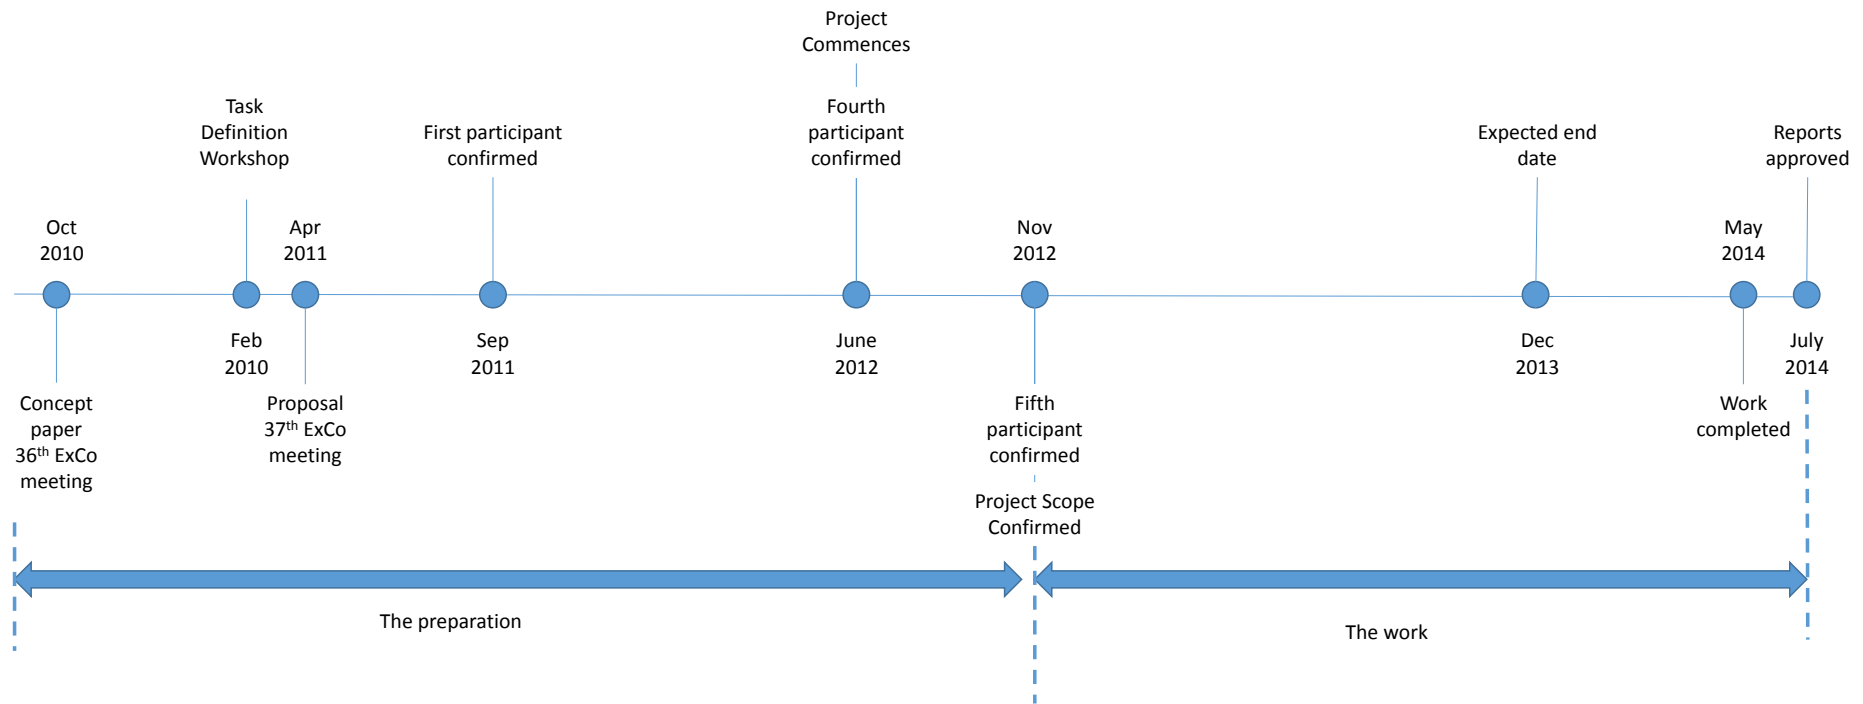 Project
Commences
Task
Definition
Workshop
First participant
confirmed
Fourth
participant
confirmed
Expected end
date
Reports
approved
Oct
2010
Apr
2011
Nov
2012
May
2014
Feb
2010
Sep
2011
June
2012
Dec
2013
July
2014
Concept
paper
36th ExCo
meeting
Proposal
37th ExCo
meeting
Fifth
participant
confirmed
Project Scope
Confirmed
Work
completed
The preparation
The work